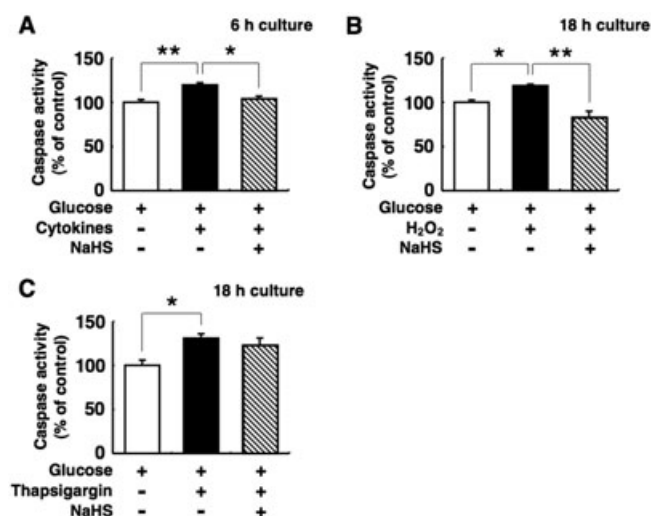 A
6 h culture
** *
Caspase activity
(% of control)
150
100
50
0
Glucose + + +
Cytokines - + +
NaHS - - +
B
18 h culture
* **
Caspase activity
(% of control)
150
100
50
0
Glucose + + +
H₂O₂ - + +
NaHS - - +
C
18 h culture
*
Caspase activity
(% of control)
150
100
50
0
Glucose + + +
Thapsigargin - + +
NaHS - - +